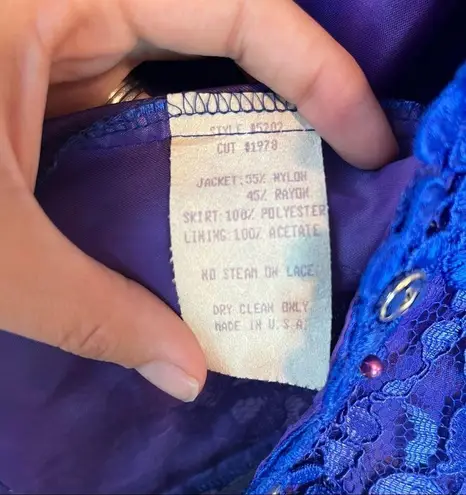 STYLE #5202
CUT #1978
JACKET: 55% NYLON
45% RAYON
SKIRT: 100% POLYESTER
LINING: 100% ACETATE
NO STEAM ON LACE
DRY CLEAN ONLY
MADE IN U.S.A.